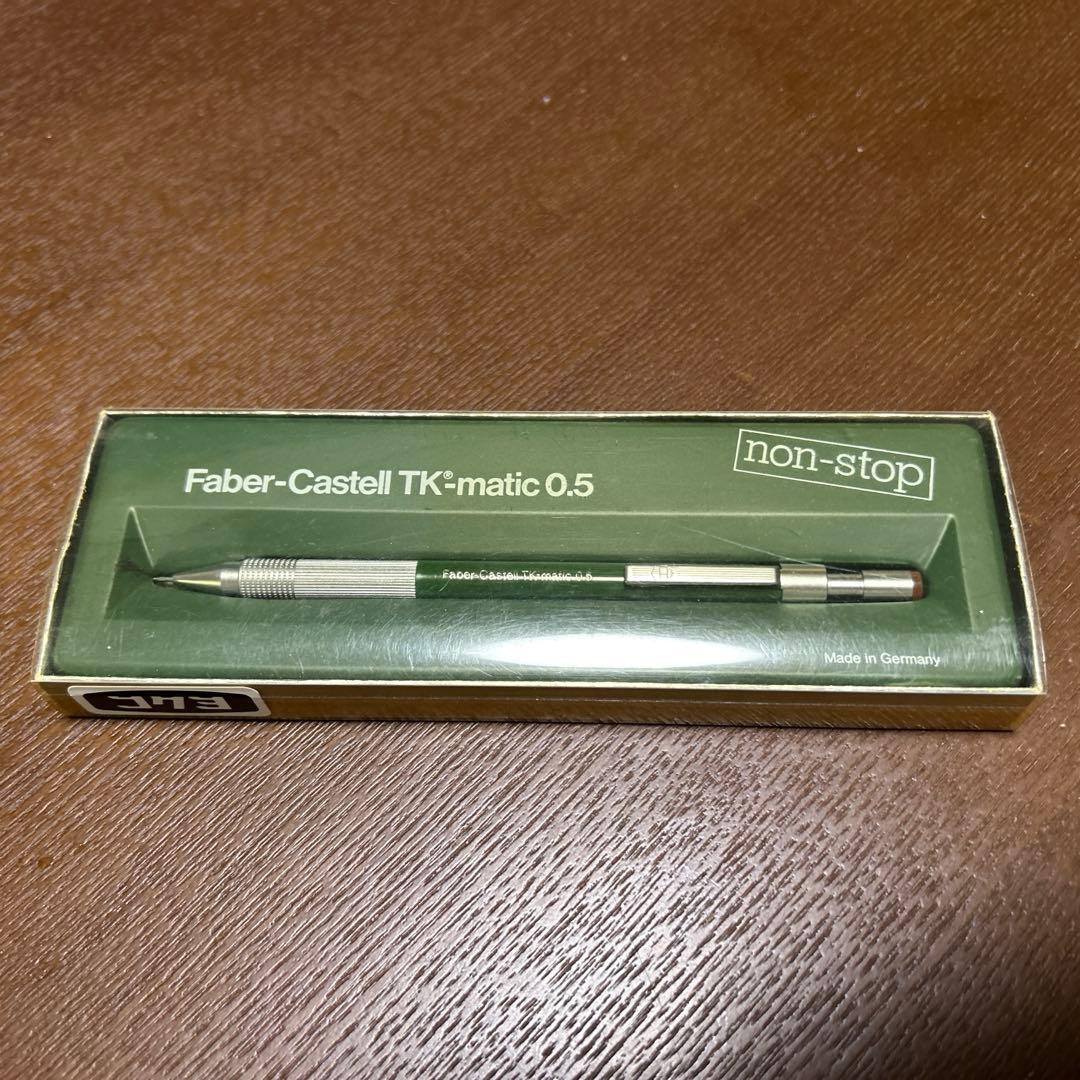 Faber-Castell TK®-matic 0.5
non-stop
Faber-Castell TK-matic 0.5
Made in Germany